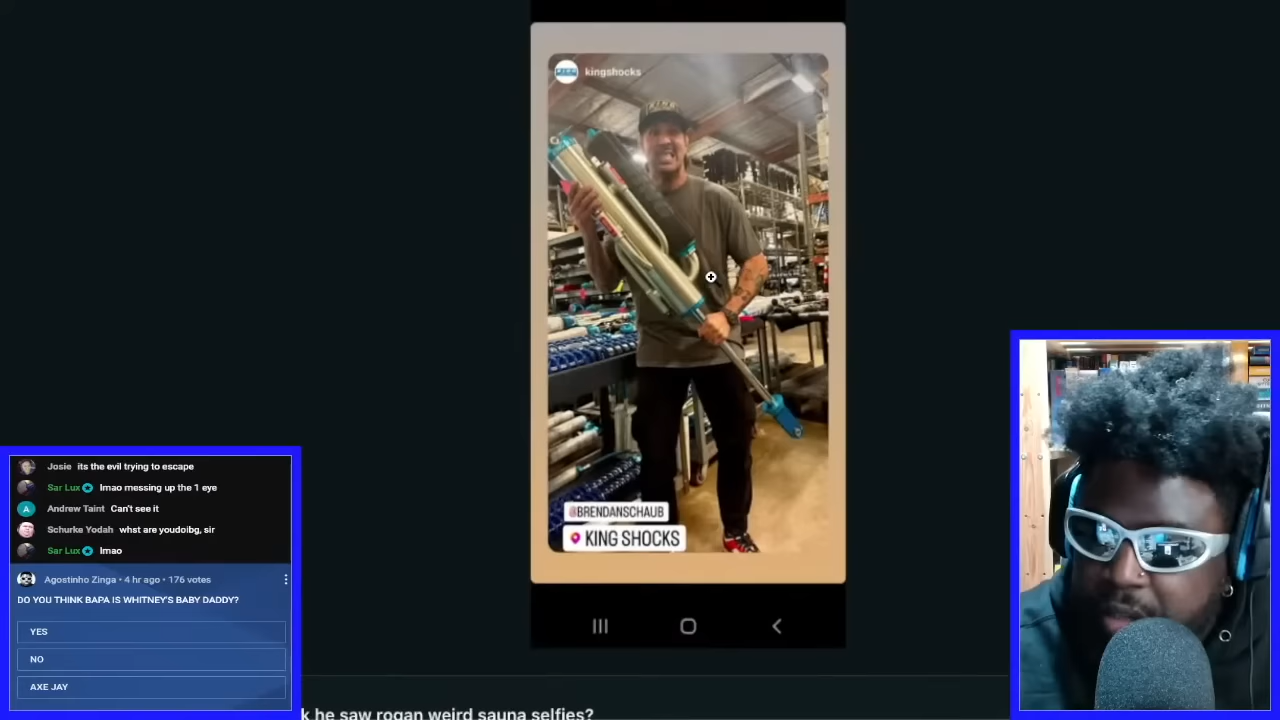 kingshocks
@BRENDANSCHAUB
KING SHOCKS
Josie its the evil trying to escape
Sar Lux lmao messing up the 1 eye
A Andrew Taint Can't see it
Schurke Yodah whst are youdoibg, sir
Sar Lux lmao
Agostinho Zinga • 4 hr ago • 176 votes
DO YOU THINK BAPA IS WHITNEY'S BABY DADDY?
YES
NO
AXE JAY
k he saw rogan weird sauna selfies?